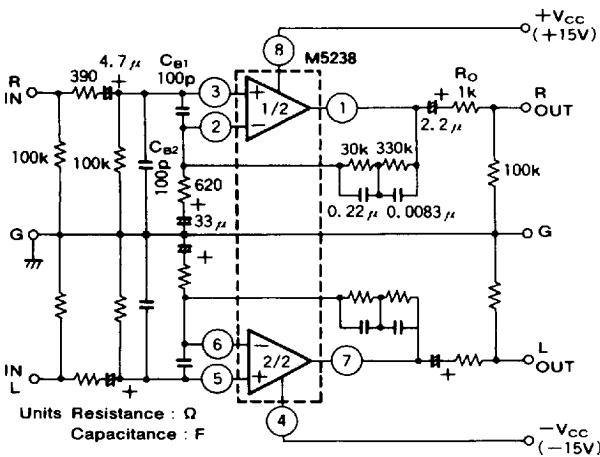 +VCC
(+15V)
8
M5238
CB1
100p
4.7μ
+
390
R
IN
3
+
1/2
2
−
1
+
2.2μ
RO
1k
R
OUT
100k
100k
CB2
100p
620
+
33μ
30k
330k
0.22μ
0.0083μ
100k
G
G
+
6
−
2/2
5
+
7
+
L
OUT
IN
L
+
4
Units Resistance : Ω
Capacitance : F
−VCC
(−15V)